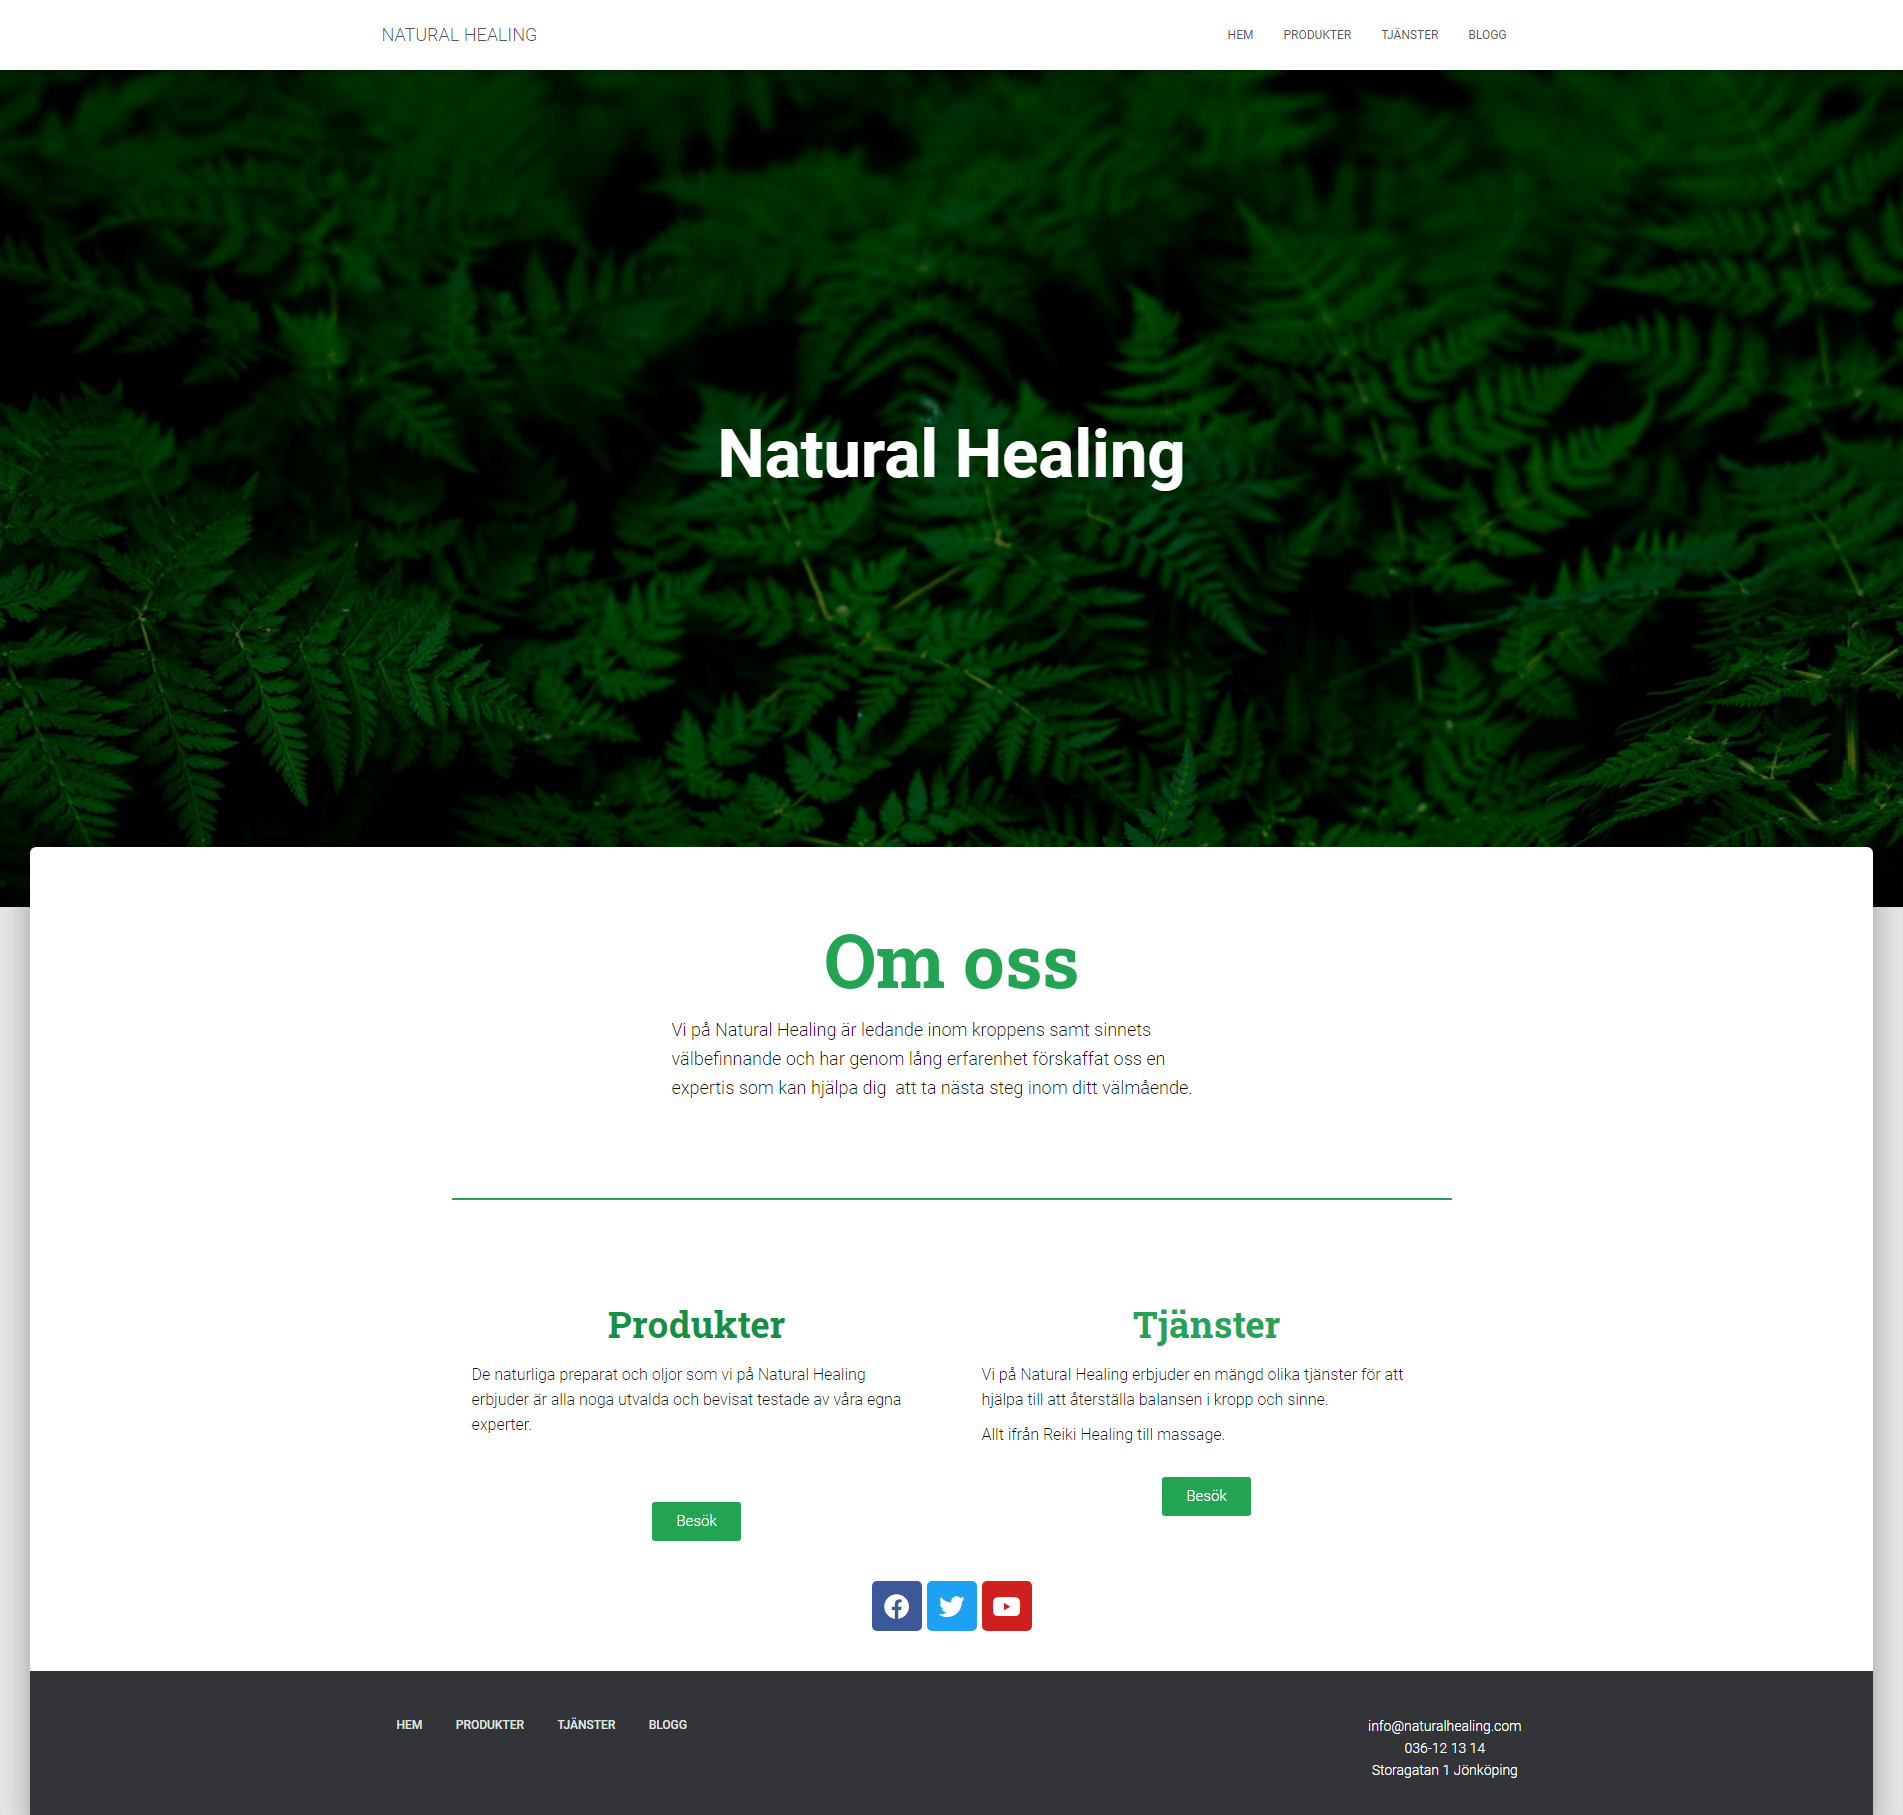 NATURAL HEALING
HEM PRODUKTER TJÄNSTER BLOGG
Natural Healing
Om oss
Vi på Natural Healing är ledande inom kroppens samt sinnets
välbefinnande och har genom lång erfarenhet förskaffat oss en
expertis som kan hjälpa dig  att ta nästa steg inom ditt välmående.
Produkter
De naturliga preparat och oljor som vi på Natural Healing
erbjuder är alla noga utvalda och bevisat testade av våra egna
experter.
Besök
Tjänster
Vi på Natural Healing erbjuder en mängd olika tjänster för att
hjälpa till att återställa balansen i kropp och sinne.
Allt ifrån Reiki Healing till massage.
Besök
HEM PRODUKTER TJÄNSTER BLOGG
info@naturalhealing.com
036-12 13 14
Storagatan 1 Jönköping